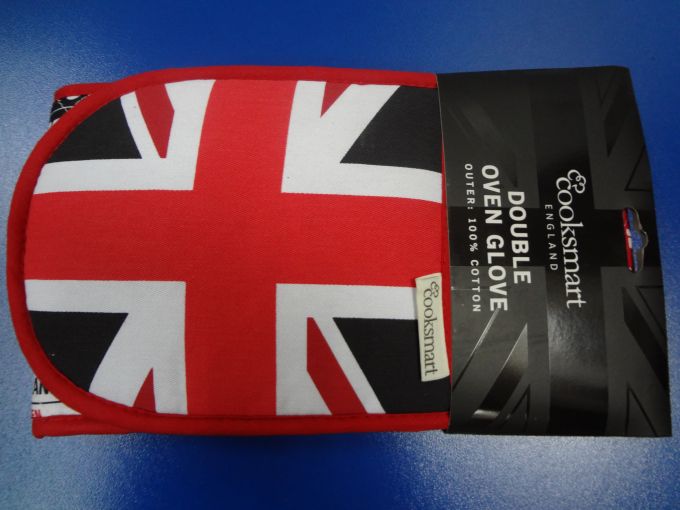 Cooksmart
ENGLAND
DOUBLE
OVEN GLOVE
OUTER: 100% COTTON
Cooksmart